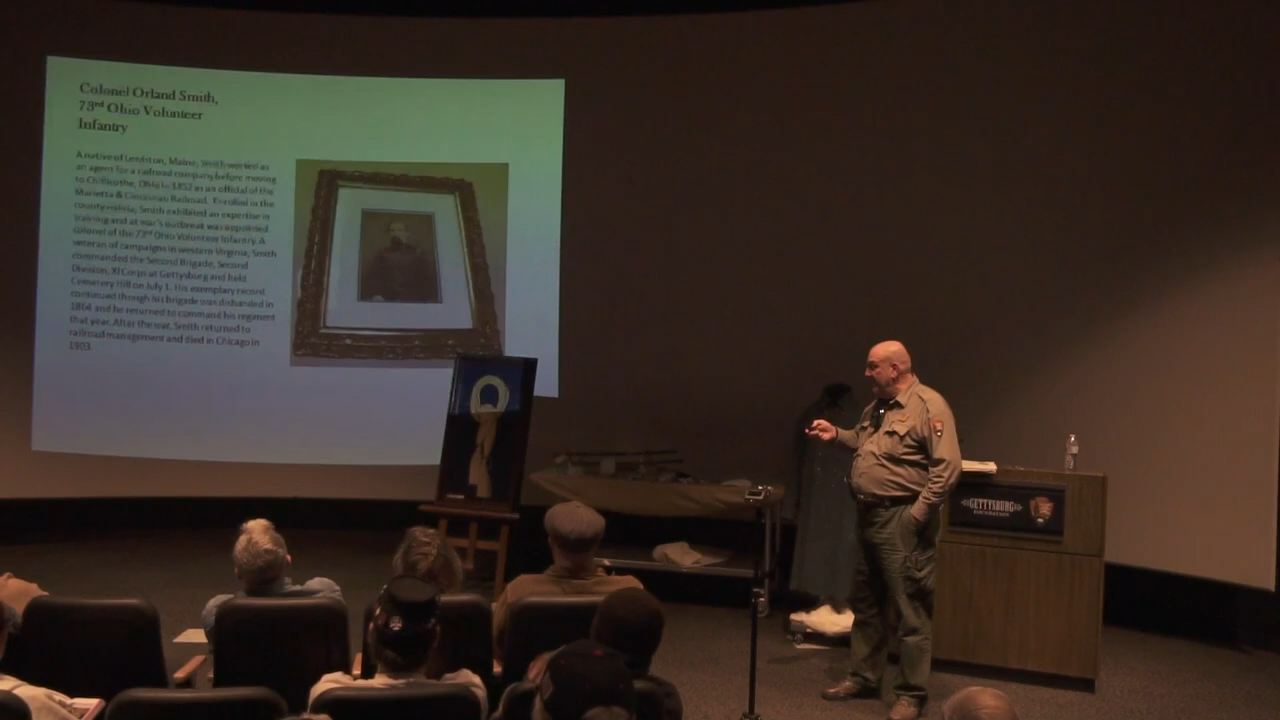 Colonel Orland Smith,
73rd Ohio Volunteer
Infantry
A native of Lewiston, Maine, Smith worked as
an agent for a railroad company before moving
to Chillicothe, Ohio in 1852 as an official of the
Marietta & Cincinnati Railroad. Enrolled in the
county militia, Smith exhibited an expertise in
training and at war's outbreak was appointed
colonel of the 73rd Ohio Volunteer Infantry. A
veteran of campaigns in western Virginia, Smith
commanded the Second Brigade, Second
Division, XI Corps at Gettysburg and held
Cemetery Hill on July 1. His exemplary record
continued though his brigade was disbanded in
1864 and he returned to command his regiment
that year. After the war, Smith returned to
railroad management and died in Chicago in
1903.
GETTYSBURG
FOUNDATION